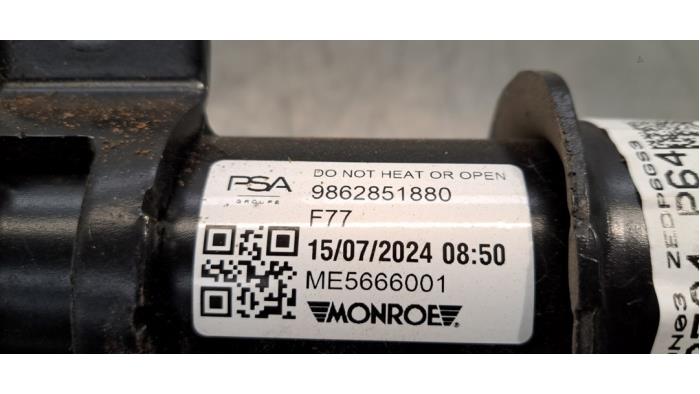 PSA
GROUPE
DO NOT HEAT OR OPEN
9862851880
F77
15/07/2024 08:50
ME5666001
MONROE